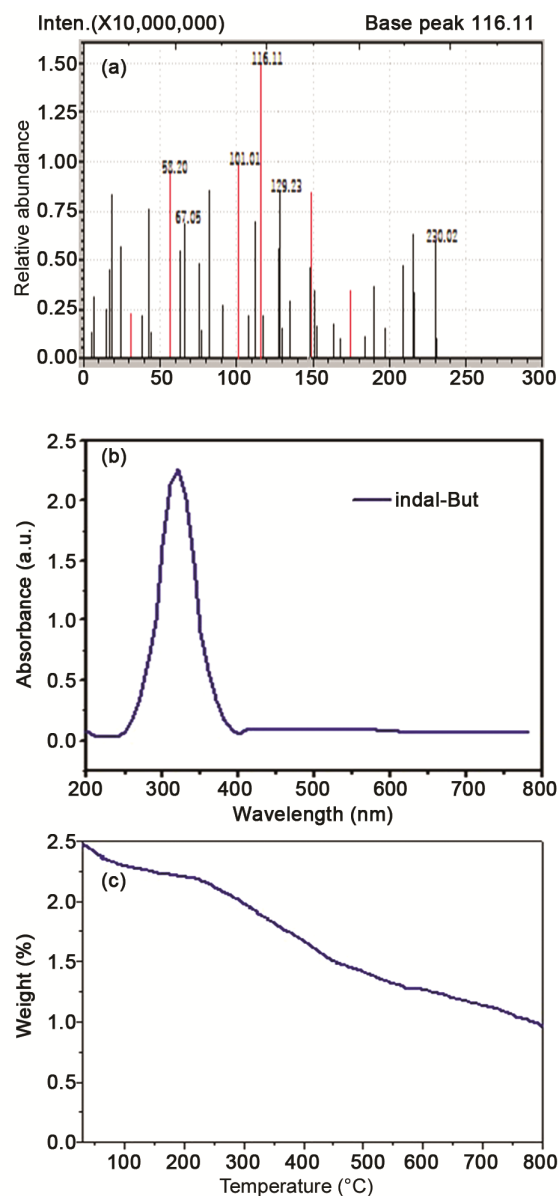 Inten.(X10,000,000) Base peak 116.11
(a)
Relative abundance
1.50
1.25
1.00
0.75
0.50
0.25
0.00
116.11
58.20
101.01
67.05
129.23
230.02
0 50 100 150 200 250 300
(b)
indal-But
Absorbance (a.u.)
2.5
2.0
1.5
1.0
0.5
0.0
200 300 400 500 600 700 800
Wavelength (nm)
(c)
Weight (%)
2.5
2.0
1.5
1.0
0.5
0.0
100 200 300 400 500 600 700 800
Temperature (°C)